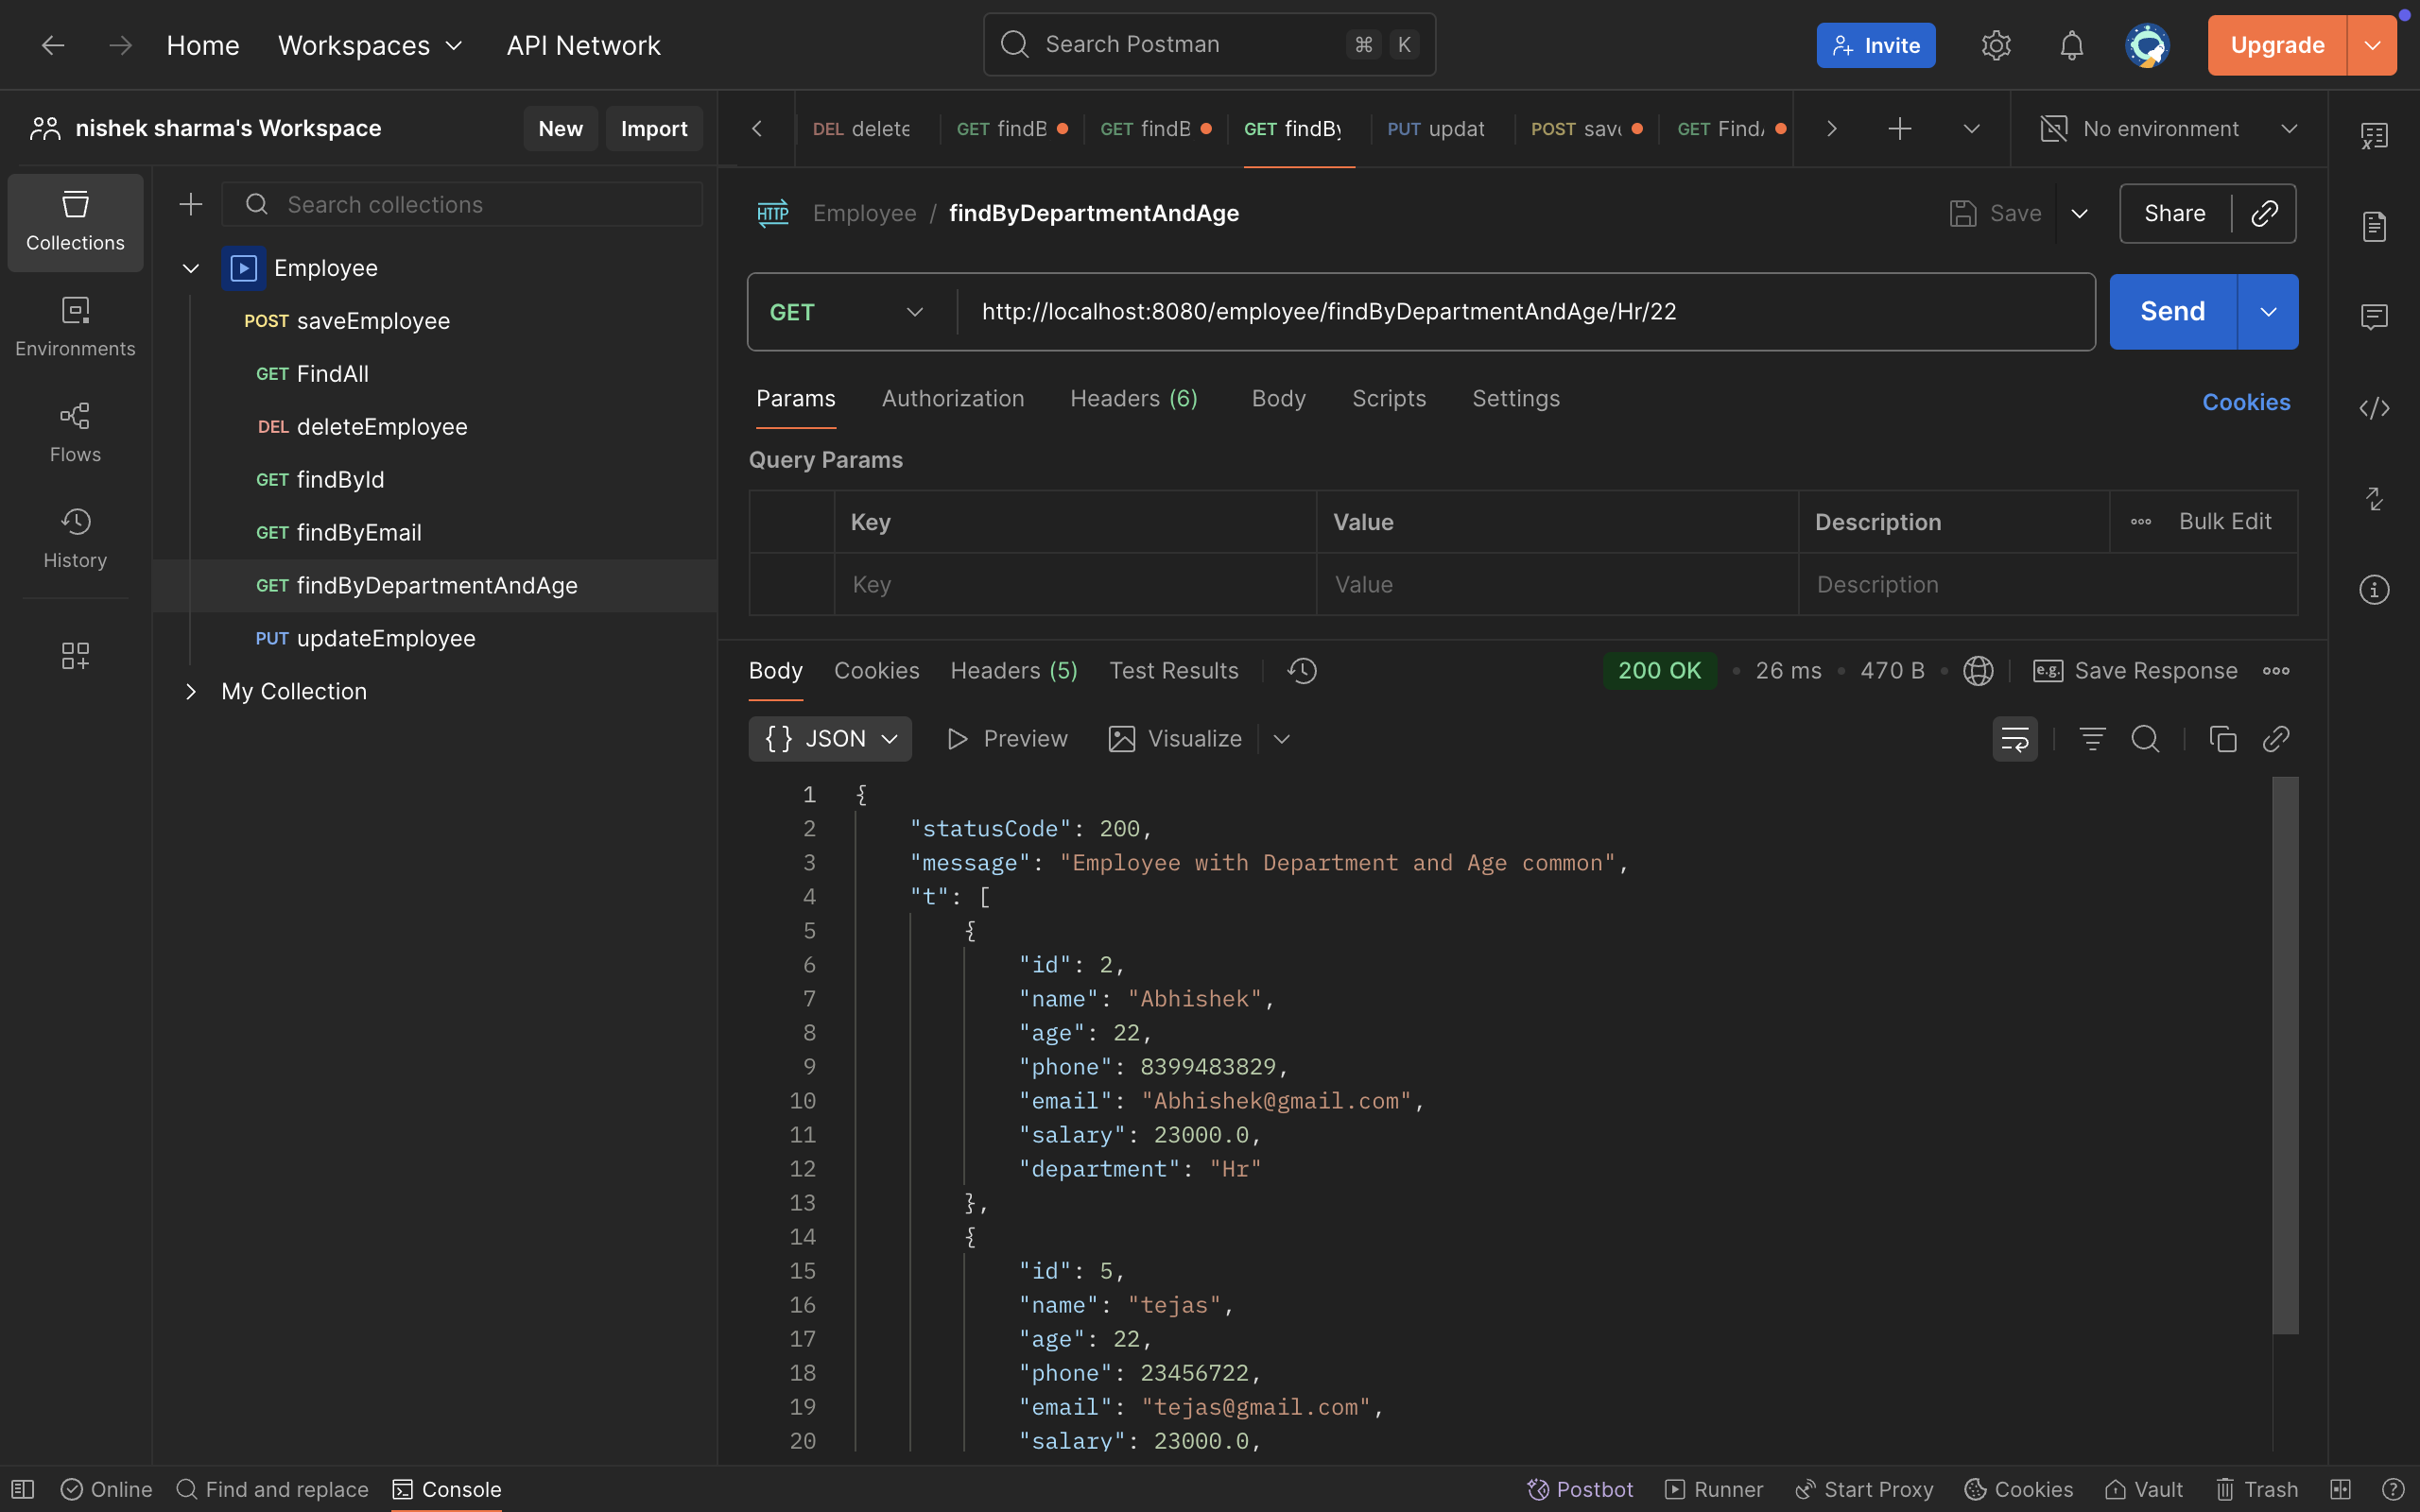 Home Workspaces API Network
Search Postman ⌘ K
Invite Upgrade
nishek sharma's Workspace New Import
DEL delete GET findB GET findB GET findBy PUT updat POST sav GET Find
No environment
Collections
Environments
Flows
History
Search collections
Employee
POST saveEmployee
GET FindAll
DEL deleteEmployee
GET findById
GET findByEmail
GET findByDepartmentAndAge
PUT updateEmployee
My Collection
HTTP Employee / findByDepartmentAndAge
Save Share
GET http://localhost:8080/employee/findByDepartmentAndAge/Hr/22
Send
Params Authorization Headers (6) Body Scripts Settings
Cookies
Query Params
Key Value Description Bulk Edit
Key Value Description
Body Cookies Headers (5) Test Results
200 OK • 26 ms • 470 B • e.g. Save Response
{} JSON Preview Visualize
1 {
2 "statusCode": 200,
3 "message": "Employee with Department and Age common",
4 "t": [
5 {
6 "id": 2,
7 "name": "Abhishek",
8 "age": 22,
9 "phone": 8399483829,
10 "email": "Abhishek@gmail.com",
11 "salary": 23000.0,
12 "department": "Hr"
13 },
14 {
15 "id": 5,
16 "name": "tejas",
17 "age": 22,
18 "phone": 23456722,
19 "email": "tejas@gmail.com",
20 "salary": 23000.0,
Online Find and replace Console
Postbot Runner Start Proxy Cookies Vault Trash